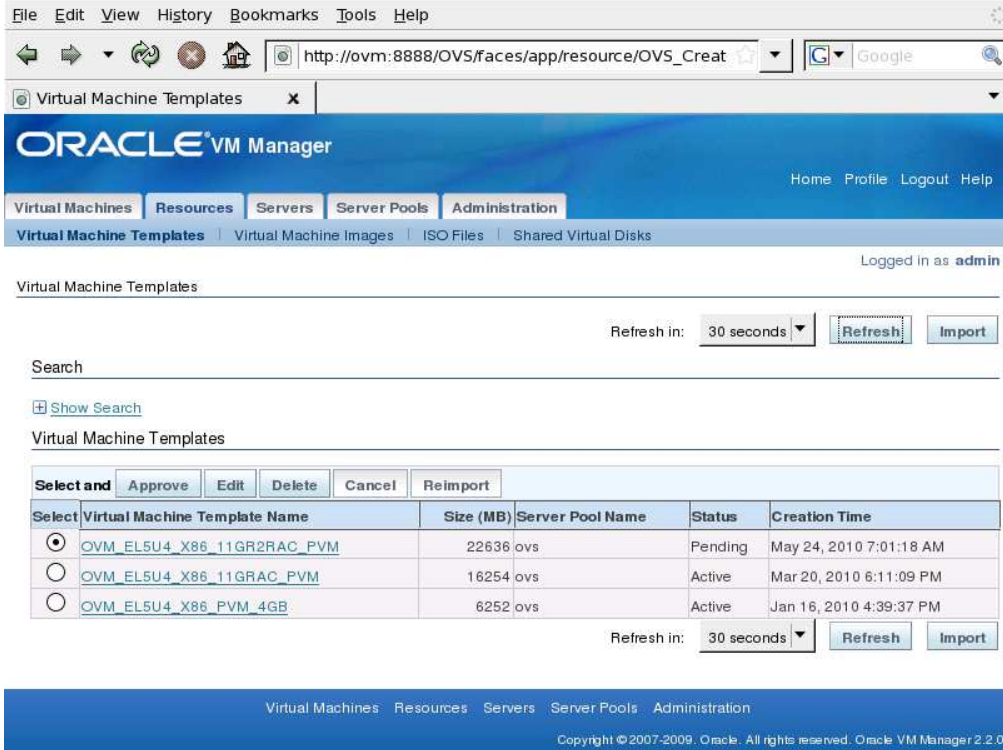 File Edit View History Bookmarks Tools Help
http://ovm:8888/OVS/faces/app/resource/OVS_Creat
G Google
Virtual Machine Templates
ORACLE VM Manager
Home Profile Logout Help
Virtual Machines Resources Servers Server Pools Administration
Virtual Machine Templates Virtual Machine Images ISO Files Shared Virtual Disks
Logged in as admin
Virtual Machine Templates
Refresh in: 30 seconds Refresh Import
Search
Show Search
Virtual Machine Templates
Select and Approve Edit Delete Cancel Reimport
Select Virtual Machine Template Name Size (MB) Server Pool Name Status Creation Time
OVM_EL5U4_X86_11GR2RAC_PVM 22636 ovs Pending May 24, 2010 7:01:18 AM
OVM_EL5U4_X86_11GRAC_PVM 16254 ovs Active Mar 20, 2010 6:11:09 PM
OVM_EL5U4_X86_PVM_4GB 6252 ovs Active Jan 16, 2010 4:39:37 PM
Refresh in: 30 seconds Refresh Import
Virtual Machines Resources Servers Server Pools Administration
Copyright © 2007-2009. Oracle. All rights reserved. Oracle VM Manager 2.2.0